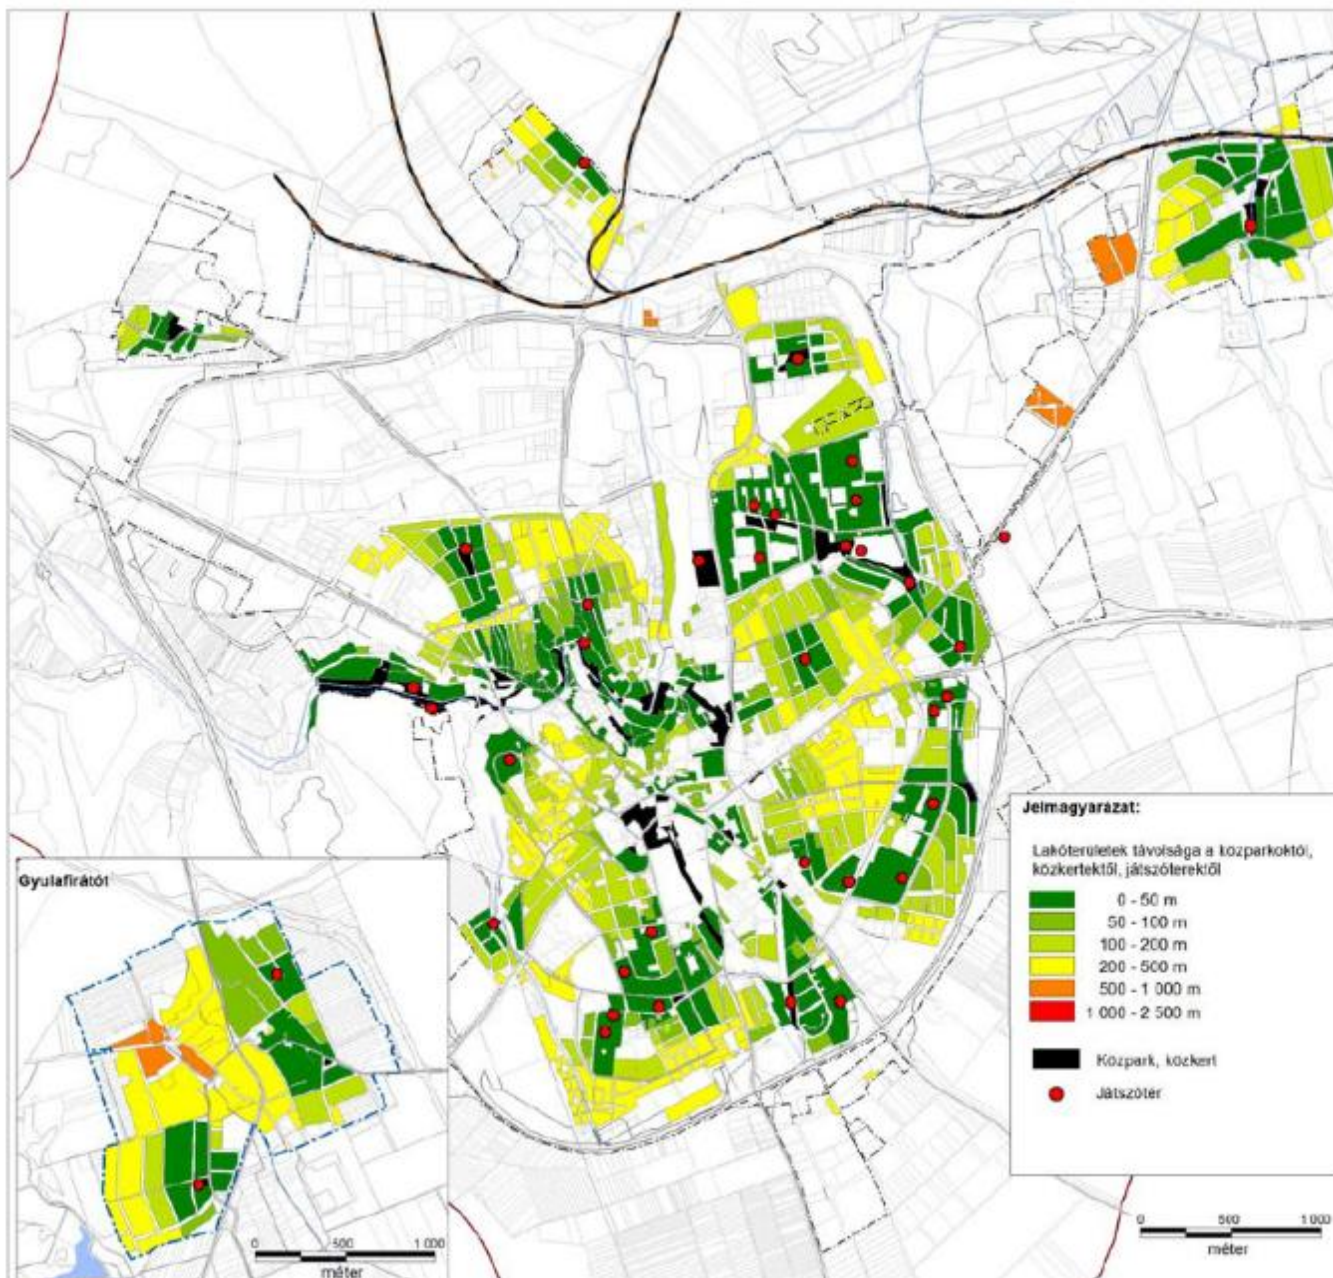 Gyulafirátót
0 500 1 000
méter
Jelmagyarázat:
Lakóterületek távolsága a közparkoktól,
közkertektől, játszóterektől
0 - 50 m
50 - 100 m
100 - 200 m
200 - 500 m
500 - 1 000 m
1 000 - 2 500 m
Közpark, közkert
Játszótér
0 500 1 000
méter